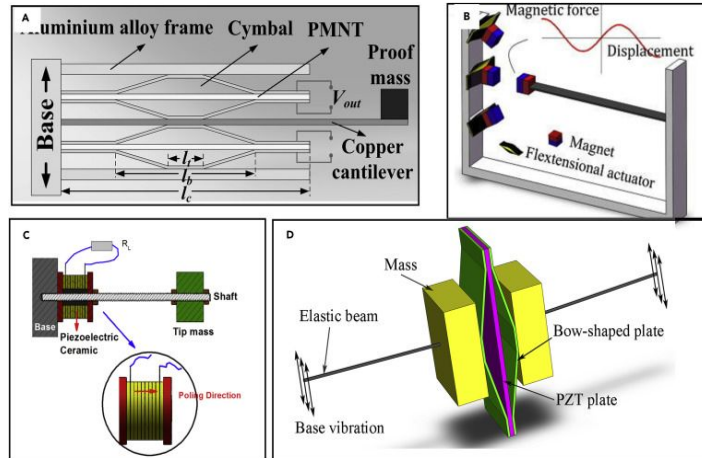 A
Aluminium alloy frame
Cymbal
PMNT
Proof
mass
Base
Vout
lt
lb
lc
Copper
cantilever
B
Magnetic force
Displacement
Magnet
Flextensional actuator
C
RL
Shaft
Base
Piezoelectric
Ceramic
Tip mass
Poling Direction
D
Mass
Elastic beam
Bow-shaped plate
PZT plate
Base vibration